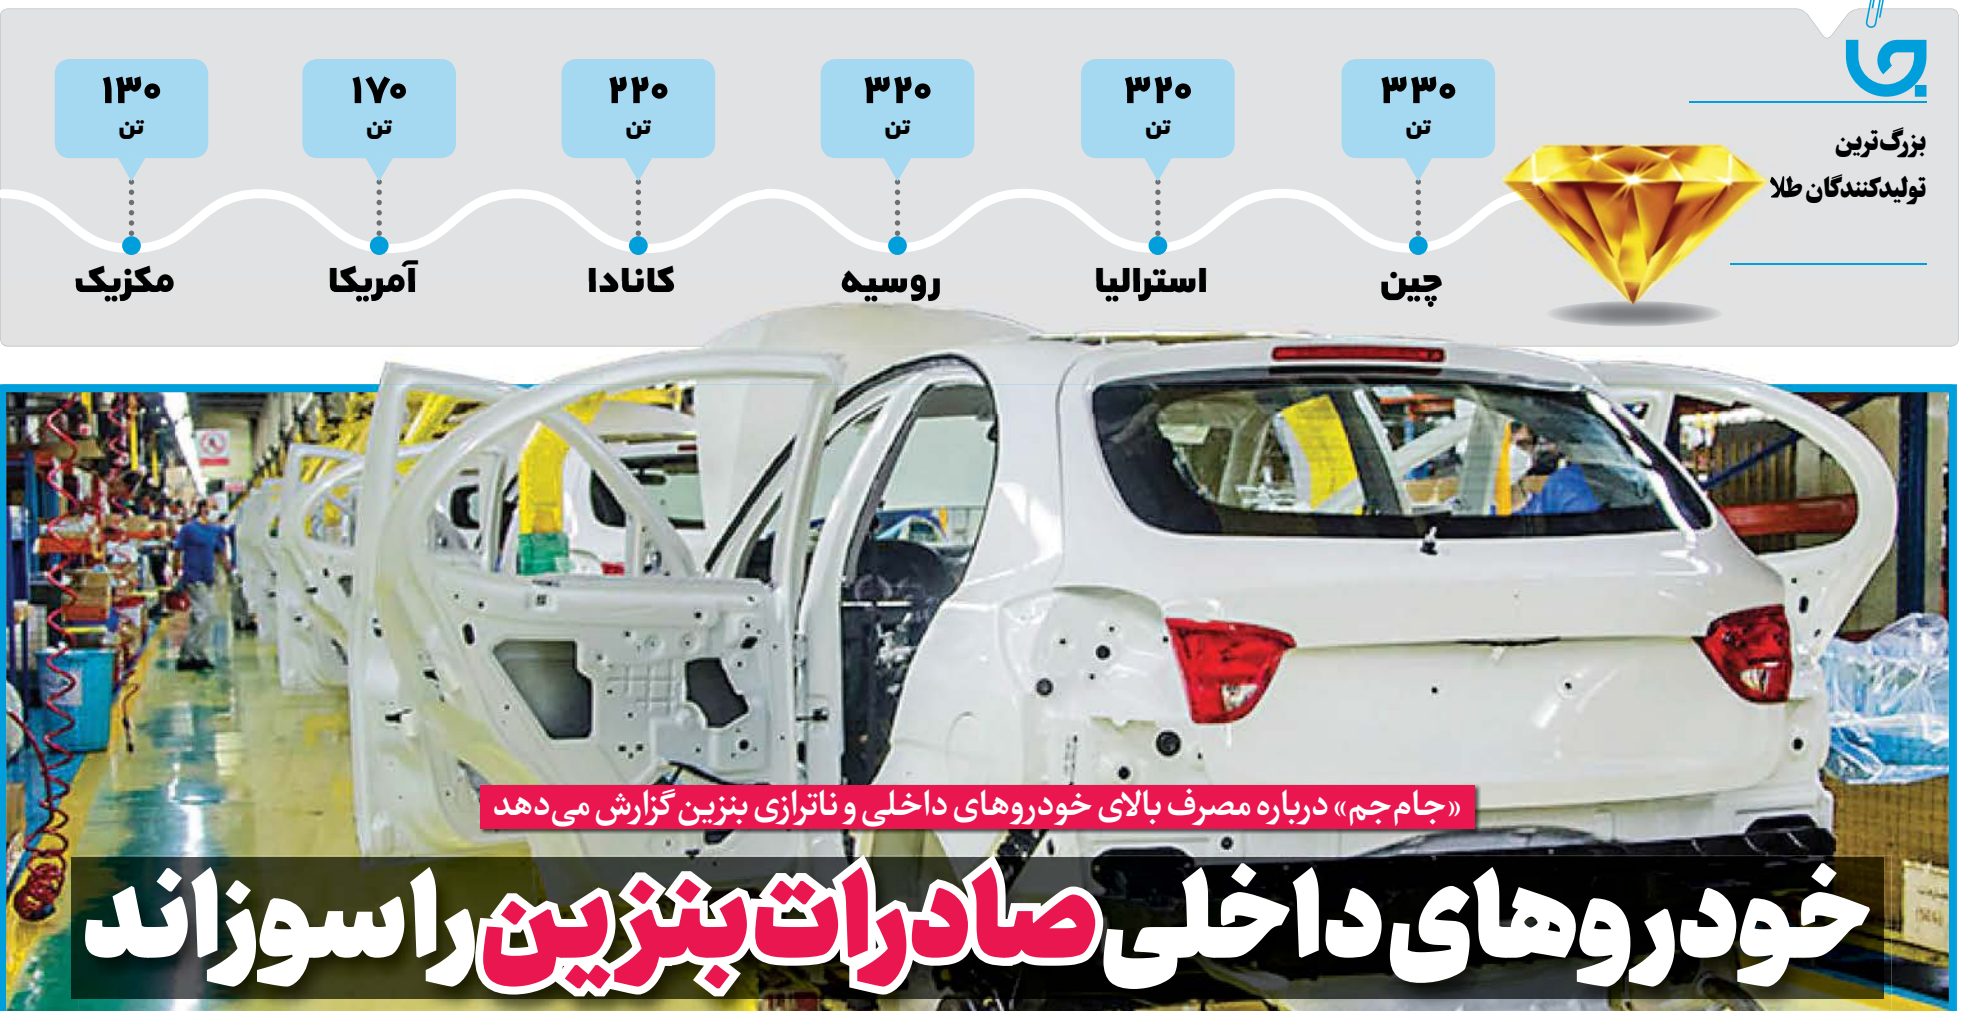 بزرگ‌ترین
تولیدکنندگان طلا
۳۳۰
تن
چین
۳۲۰
تن
استرالیا
۳۲۰
تن
روسیه
۲۲۰
تن
کانادا
۱۷۰
تن
آمریکا
۱۳۰
تن
مکزیک
«جام‌جم» درباره مصرف بالای خودروهای داخلی و ناترازی بنزین گزارش می‌دهد
خودروهای داخلی صادرات بنزین را سوزاند